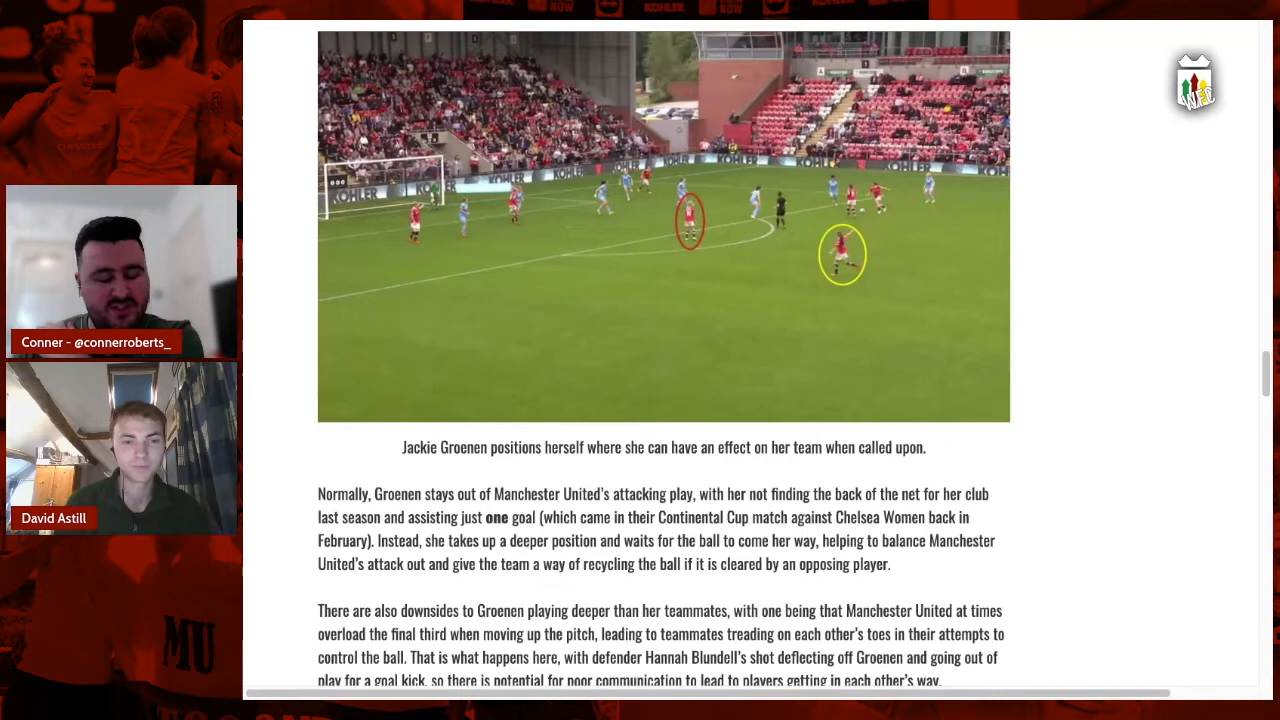 KOHLER
KOHLER
KOHLER
KOHLER
KOHLER
KOHLER
WFC
Conner - @connerroberts_
David Astill
MU
Jackie Groenen positions herself where she can have an effect on her team when called upon.
Normally, Groenen stays out of Manchester United's attacking play, with her not finding the back of the net for her club
last season and assisting just one goal (which came in their Continental Cup match against Chelsea Women back in
February). Instead, she takes up a deeper position and waits for the ball to come her way, helping to balance Manchester
United's attack out and give the team a way of recycling the ball if it is cleared by an opposing player.
There are also downsides to Groenen playing deeper than her teammates, with one being that Manchester United at times
overload the final third when moving up the pitch, leading to teammates treading on each other's toes in their attempts to
control the ball. That is what happens here, with defender Hannah Blundell's shot deflecting off Groenen and going out of
play for a goal kick, so there is potential for poor communication to lead to players getting in each other's way.